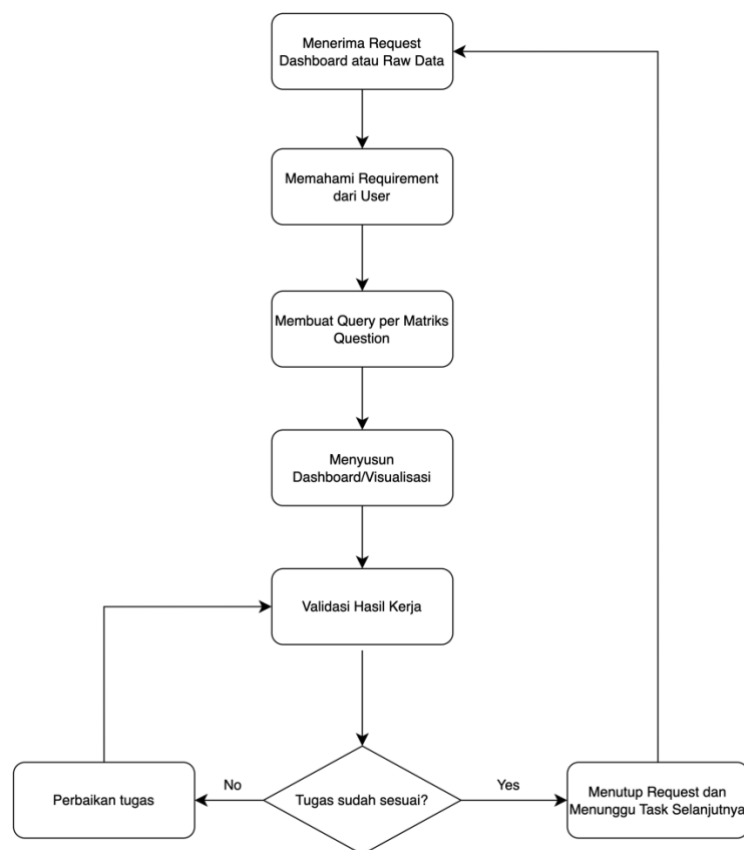 Menerima Request
Dashboard atau Raw Data
Memahami Requirement
dari User
Membuat Query per Matriks
Question
Menyusun
Dashboard/Visualisasi
Validasi Hasil Kerja
Perbaikan tugas
No
Tugas sudah sesuai?
Yes
Menutup Request dan
Menunggu Task Selanjutnya